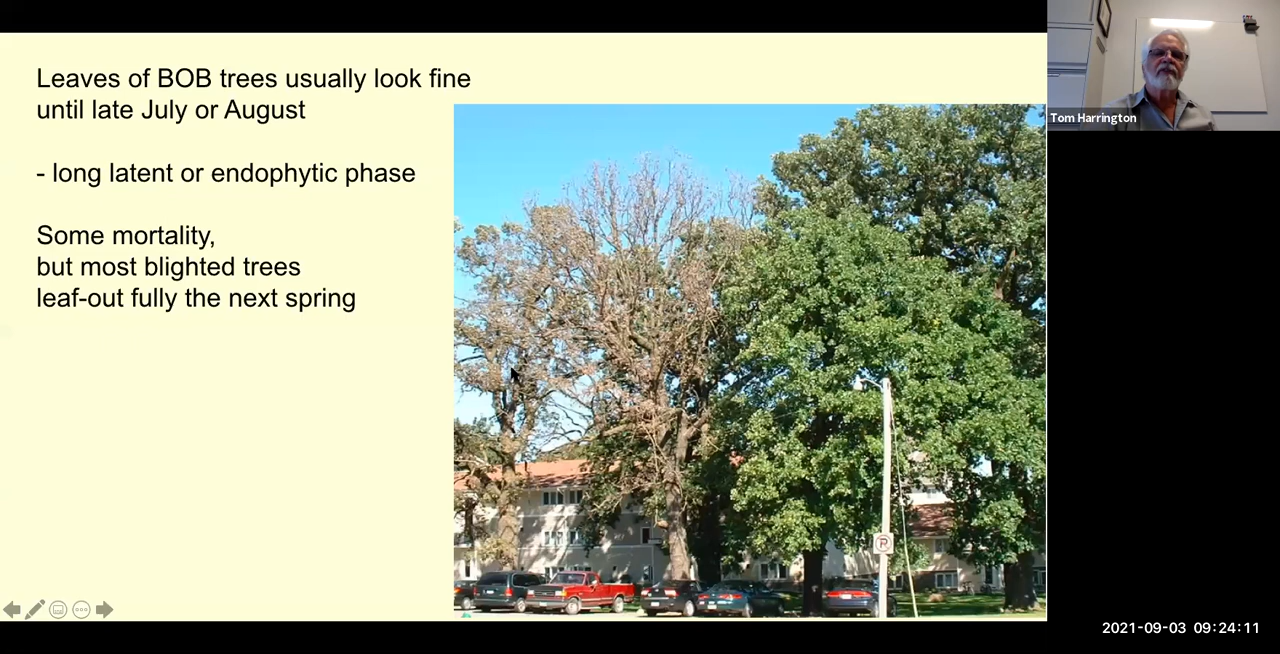 Leaves of BOB trees usually look fine
until late July or August
- long latent or endophytic phase
Some mortality,
but most blighted trees
leaf-out fully the next spring
Tom Harrington
P
2021-09-03 09:24:11